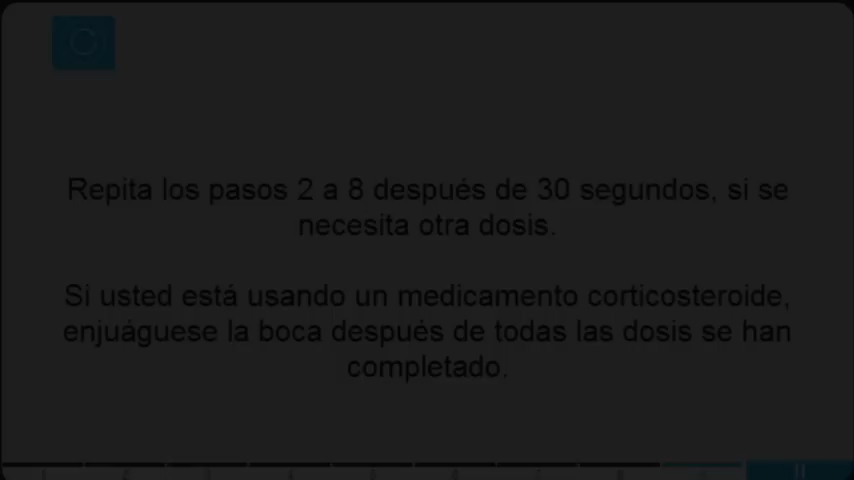 Repita los pasos 2 a 8 después de 30 segundos, si se
necesita otra dosis.
Si usted está usando un medicamento corticosteroide,
enjuáguese la boca después de todas las dosis se han
completado.